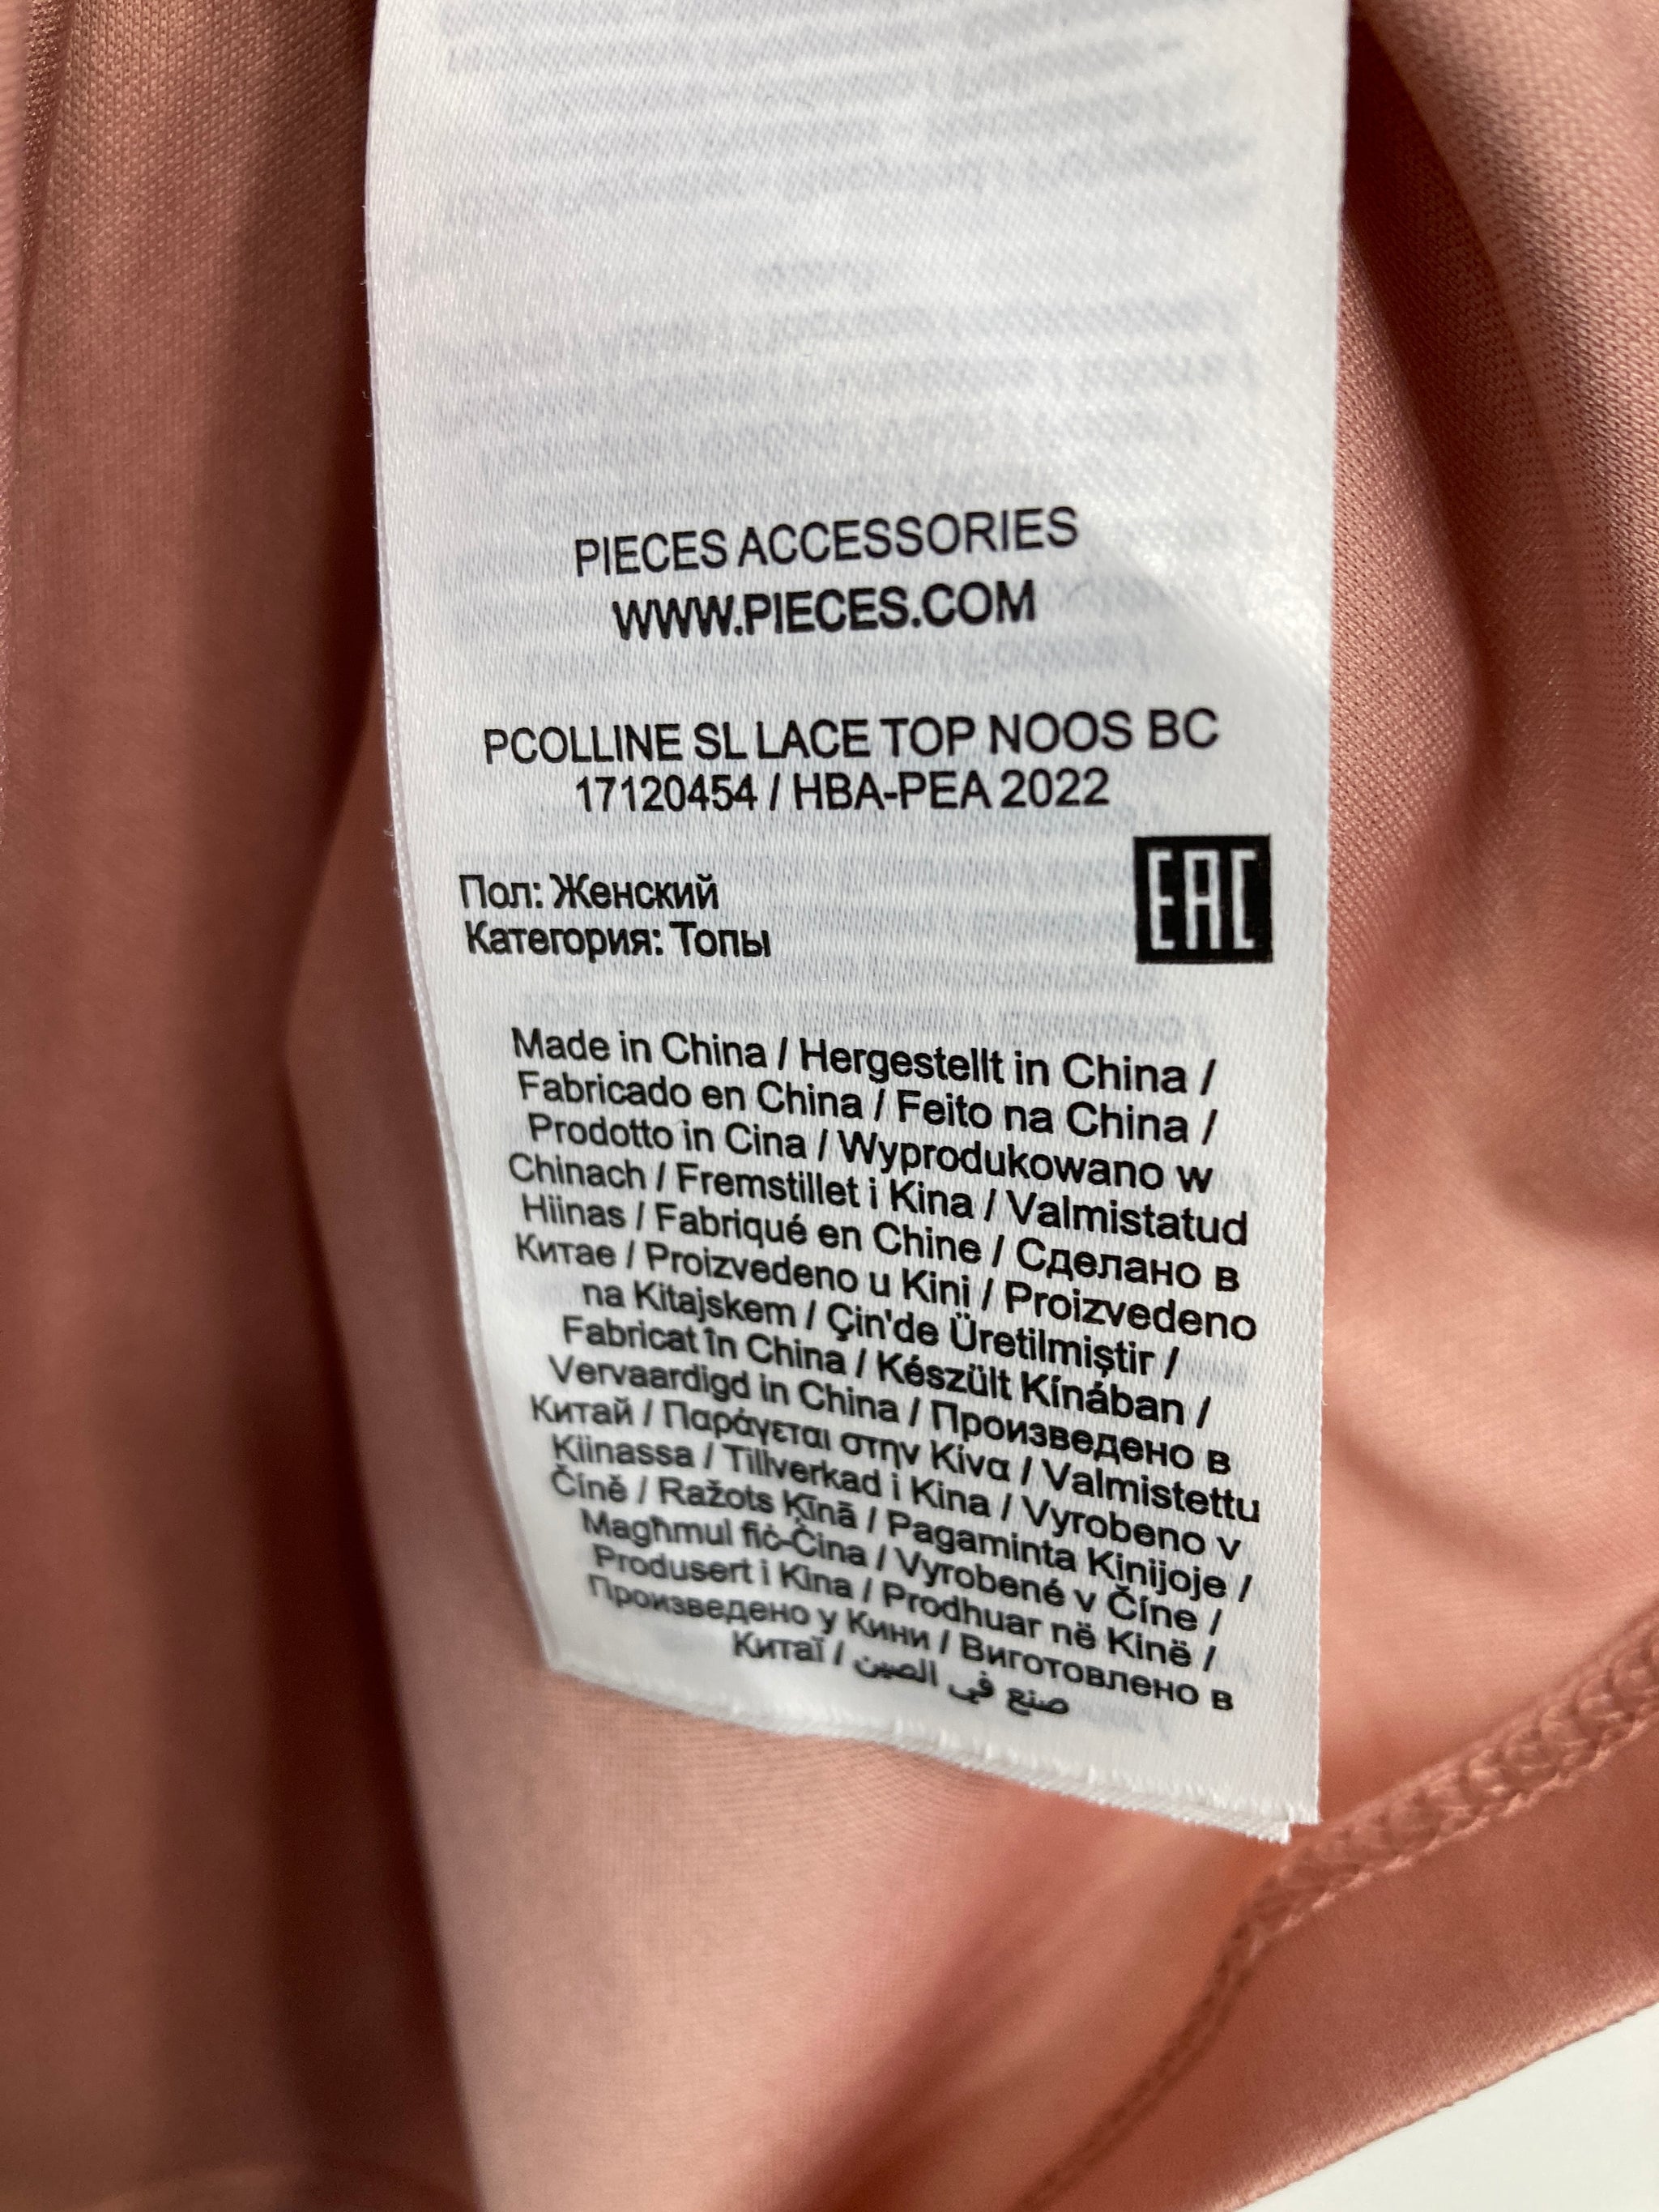 PIECES ACCESSORIES
WWW.PIECES.COM
PCOLLINE SL LACE TOP NOOS BC
17120454 / HBA-PEA 2022
Пол: Женский
Категория: Топы
EAC
Made in China / Hergestellt in China /
Fabricado en China / Feito na China /
Prodotto in Cina / Wyprodukowano w
Chinach / Fremstillet i Kina / Valmistatud
Hiinas / Fabriqué en Chine / Сделано в
Китае / Proizvedeno u Kini / Proizvedeno
na Kitajskem / Çin'de Üretilmiştir /
Fabricat în China / Készült Kínában /
Vervaardigd in China / Произведено в
Китай / Παράγεται στην Κίνα / Valmistettu
Kiinassa / Tillverkad i Kina / Vyrobeno v
Číně / Ražots Ķīnā / Pagaminta Kinijoje /
Magħmul fiċ-Ċina / Vyrobené v Číne /
Produsert i Kina / Prodhuar në Kinë /
Произведено у Кини / Виготовлено в
Китаї / صنع في الصين